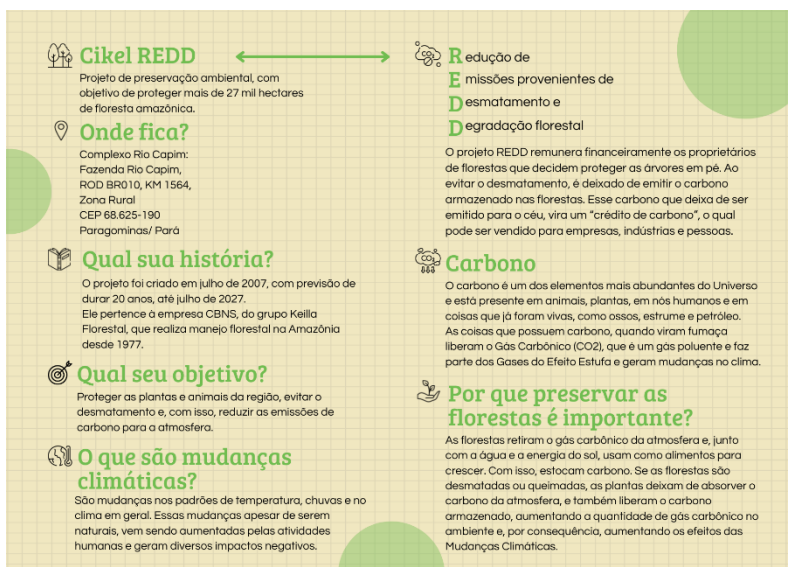 Cikel REDD
Projeto de preservação ambiental, com
objetivo de proteger mais de 27 mil hectares
de floresta amazônica.
Onde fica?
Complexo Rio Capim:
Fazenda Rio Capim,
ROD BR010, KM 1564,
Zona Rural
CEP 68.625-190
Paragominas/ Pará
Qual sua história?
O projeto foi criado em julho de 2007, com previsão de
durar 20 anos, até julho de 2027.
Ele pertence à empresa CBNS, do grupo Keilla
Florestal, que realiza manejo florestal na Amazônia
desde 1977.
Qual seu objetivo?
Proteger as plantas e animais da região, evitar o
desmatamento e, com isso, reduzir as emissões de
carbono para a atmosfera.
O que são mudanças
climáticas?
São mudanças nos padrões de temperatura, chuvas e no
clima em geral. Essas mudanças apesar de serem
naturais, vem sendo aumentadas pelas atividades
humanas e geram diversos impactos negativos.
Redução de
Emissões provenientes de
Desmatamento e
Degradação florestal
O projeto REDD remunera financeiramente os proprietários
de florestas que decidem proteger as árvores em pé. Ao
evitar o desmatamento, é deixado de emitir o carbono
armazenado nas florestas. Esse carbono que deixa de ser
emitido para o céu, vira um “crédito de carbono”, o qual
pode ser vendido para empresas, indústrias e pessoas.
Carbono
O carbono é um dos elementos mais abundantes do Universo
e está presente em animais, plantas, em nós humanos e em
coisas que já foram vivas, como ossos, estrume e petróleo.
As coisas que possuem carbono, quando viram fumaça
liberam o Gás Carbônico (CO2), que é um gás poluente e faz
parte dos Gases do Efeito Estufa e geram mudanças no clima.
Por que preservar as
florestas é importante?
As florestas retiram o gás carbônico da atmosfera e, junto
com a água e a energia do sol, usam como alimentos para
crescer. Com isso, estocam carbono. Se as florestas são
desmatadas ou queimadas, as plantas deixam de absorver o
carbono da atmosfera, e também liberam o carbono
armazenado, aumentando a quantidade de gás carbônico no
ambiente e, por consequência, aumentando os efeitos das
Mudanças Climáticas.